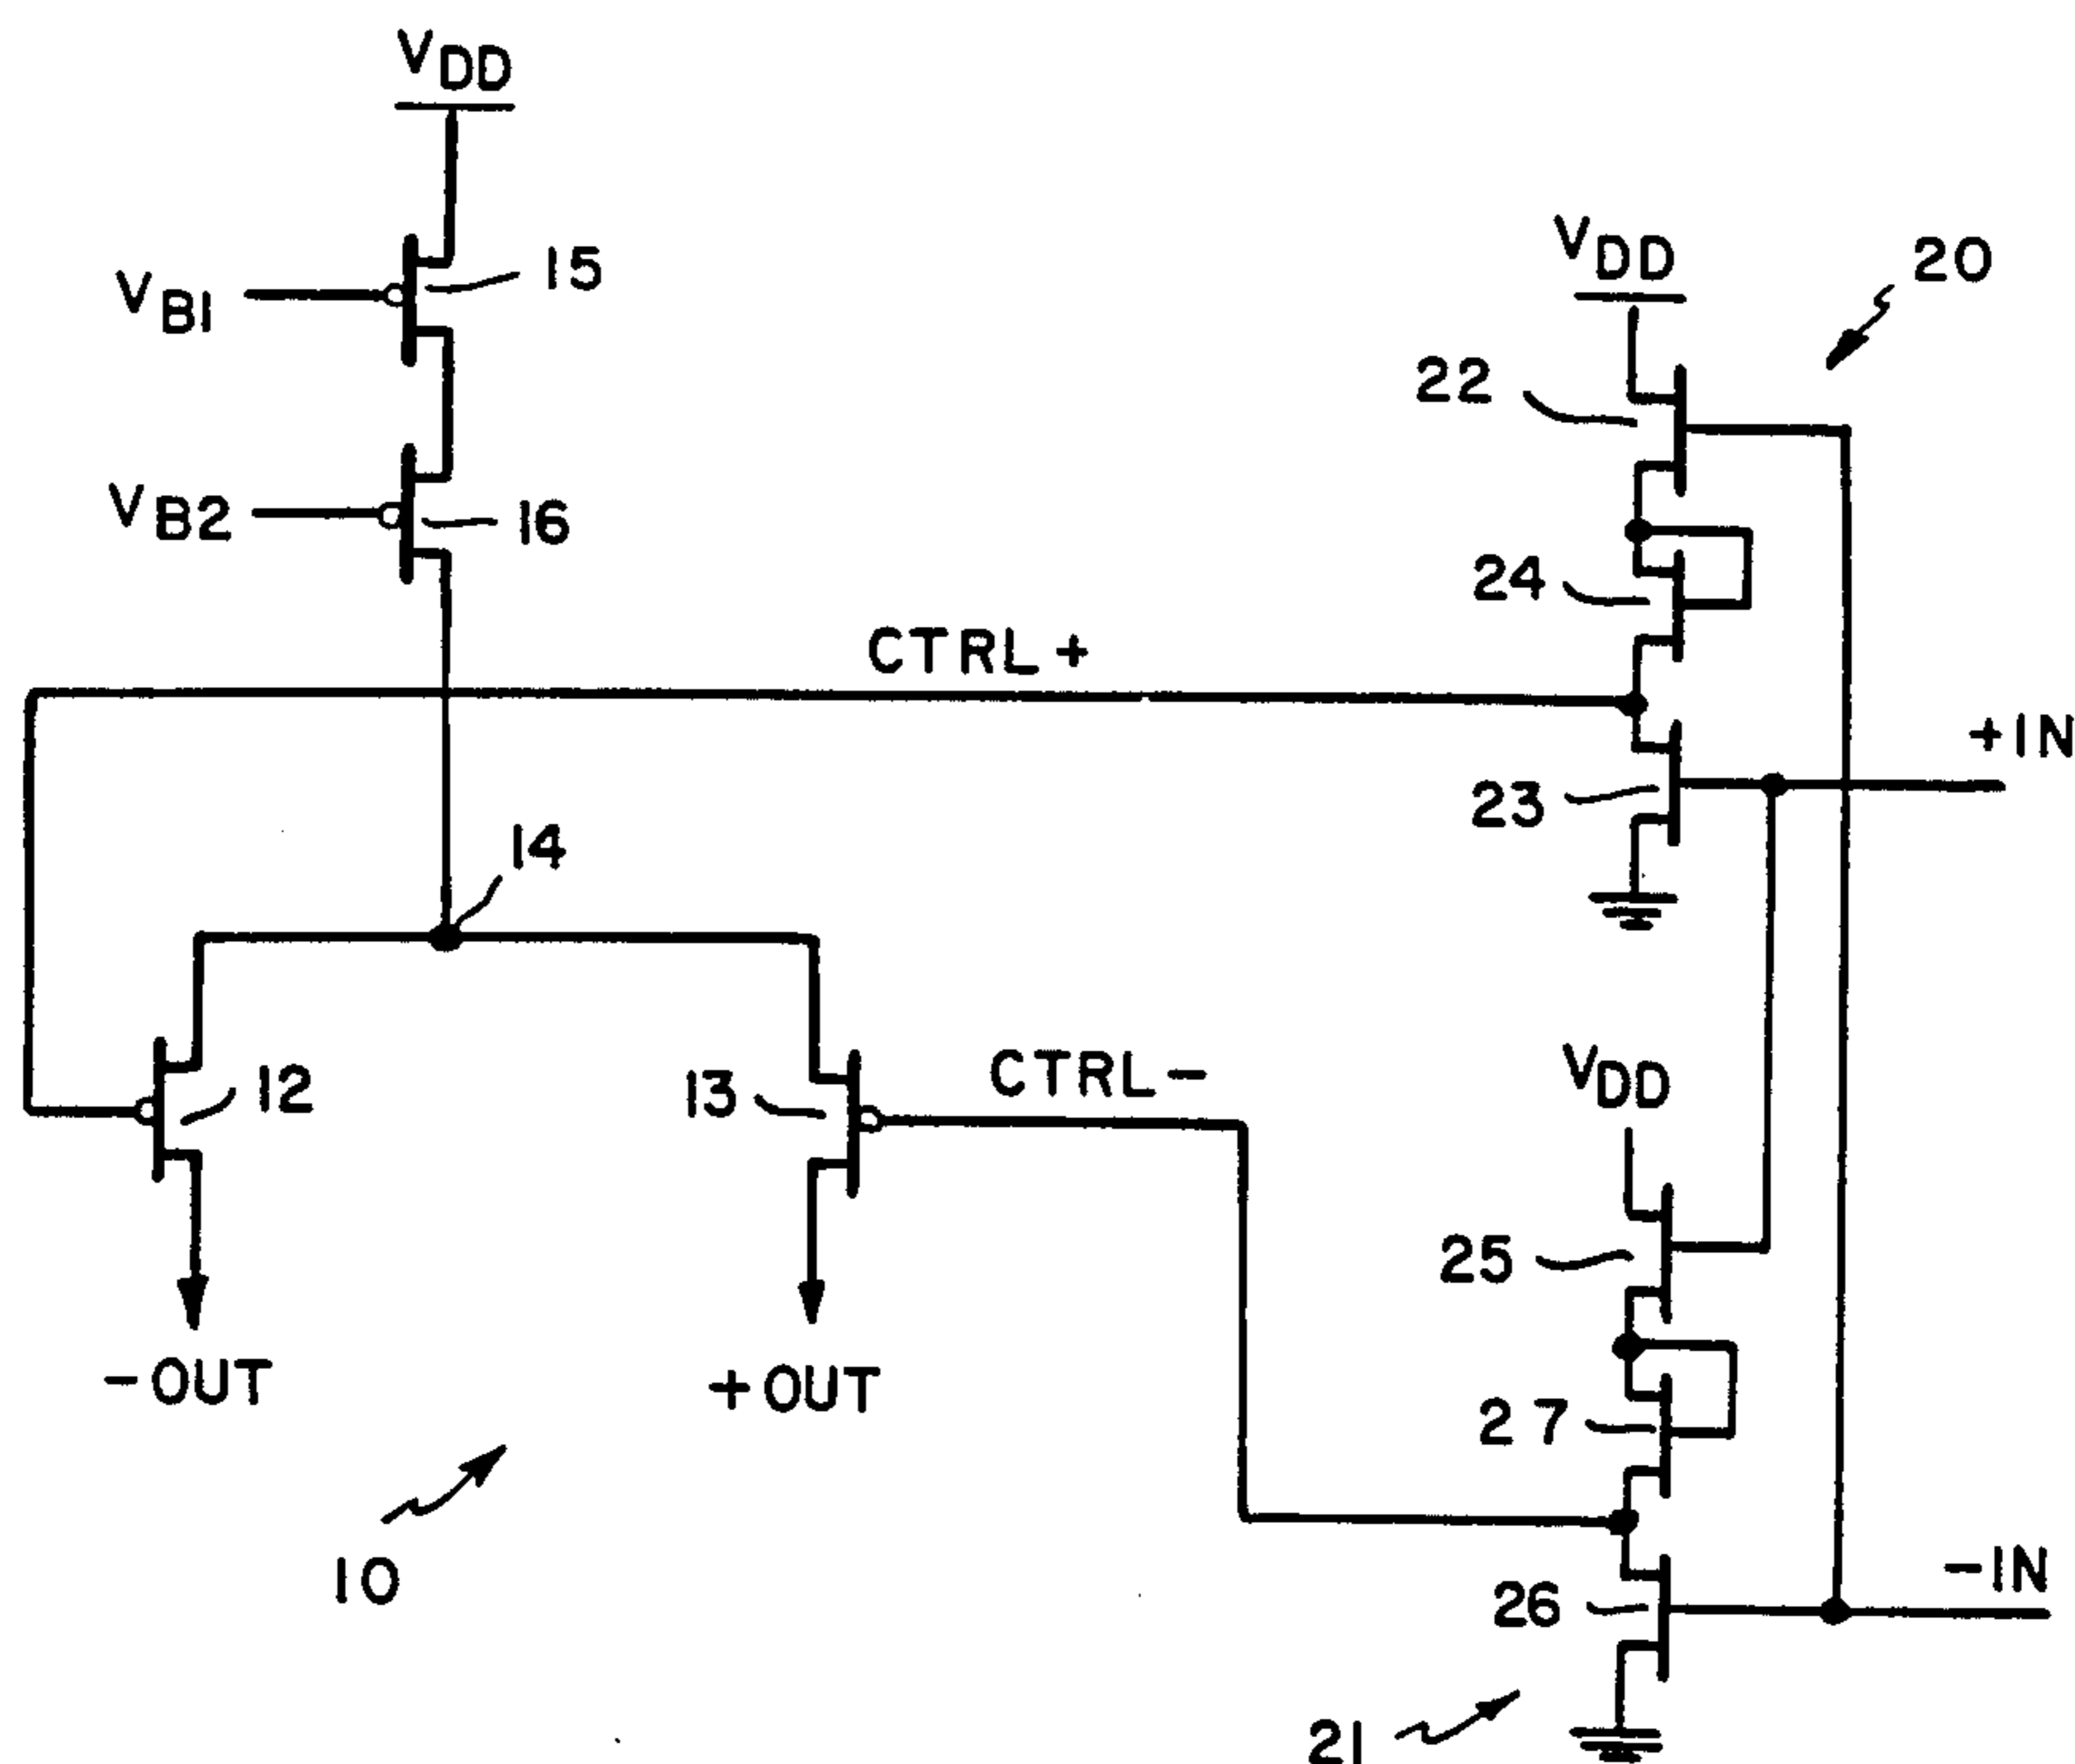 VDD
15
VB1
VDD
20
22
VB2
16
24
CTRL+
+IN
23
14
12
13
CTRL-
VDD
25
-OUT
+OUT
27
10
-IN
26
21